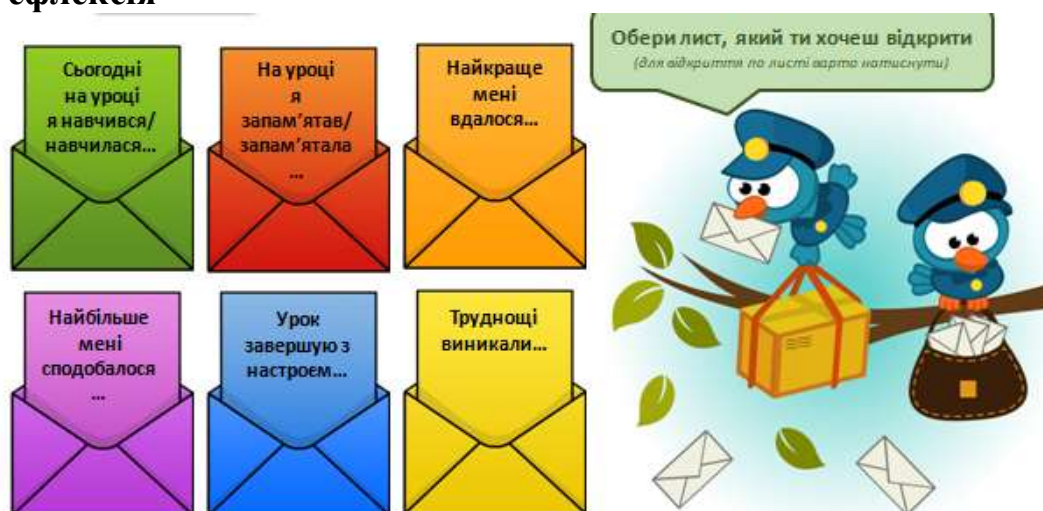 ефлексія
Сьогодні
на уроці
я навчився/
навчилася...
На уроці
я
запам’ятав/
запам’ятала
...
Найкраще
мені
вдалося...
Обери лист, який ти хочеш відкрити
(для відкриття по листі варто натиснути)
Найбільше
мені
сподобалося
...
Урок
завершую з
настроєм...
Труднощі
виникали...